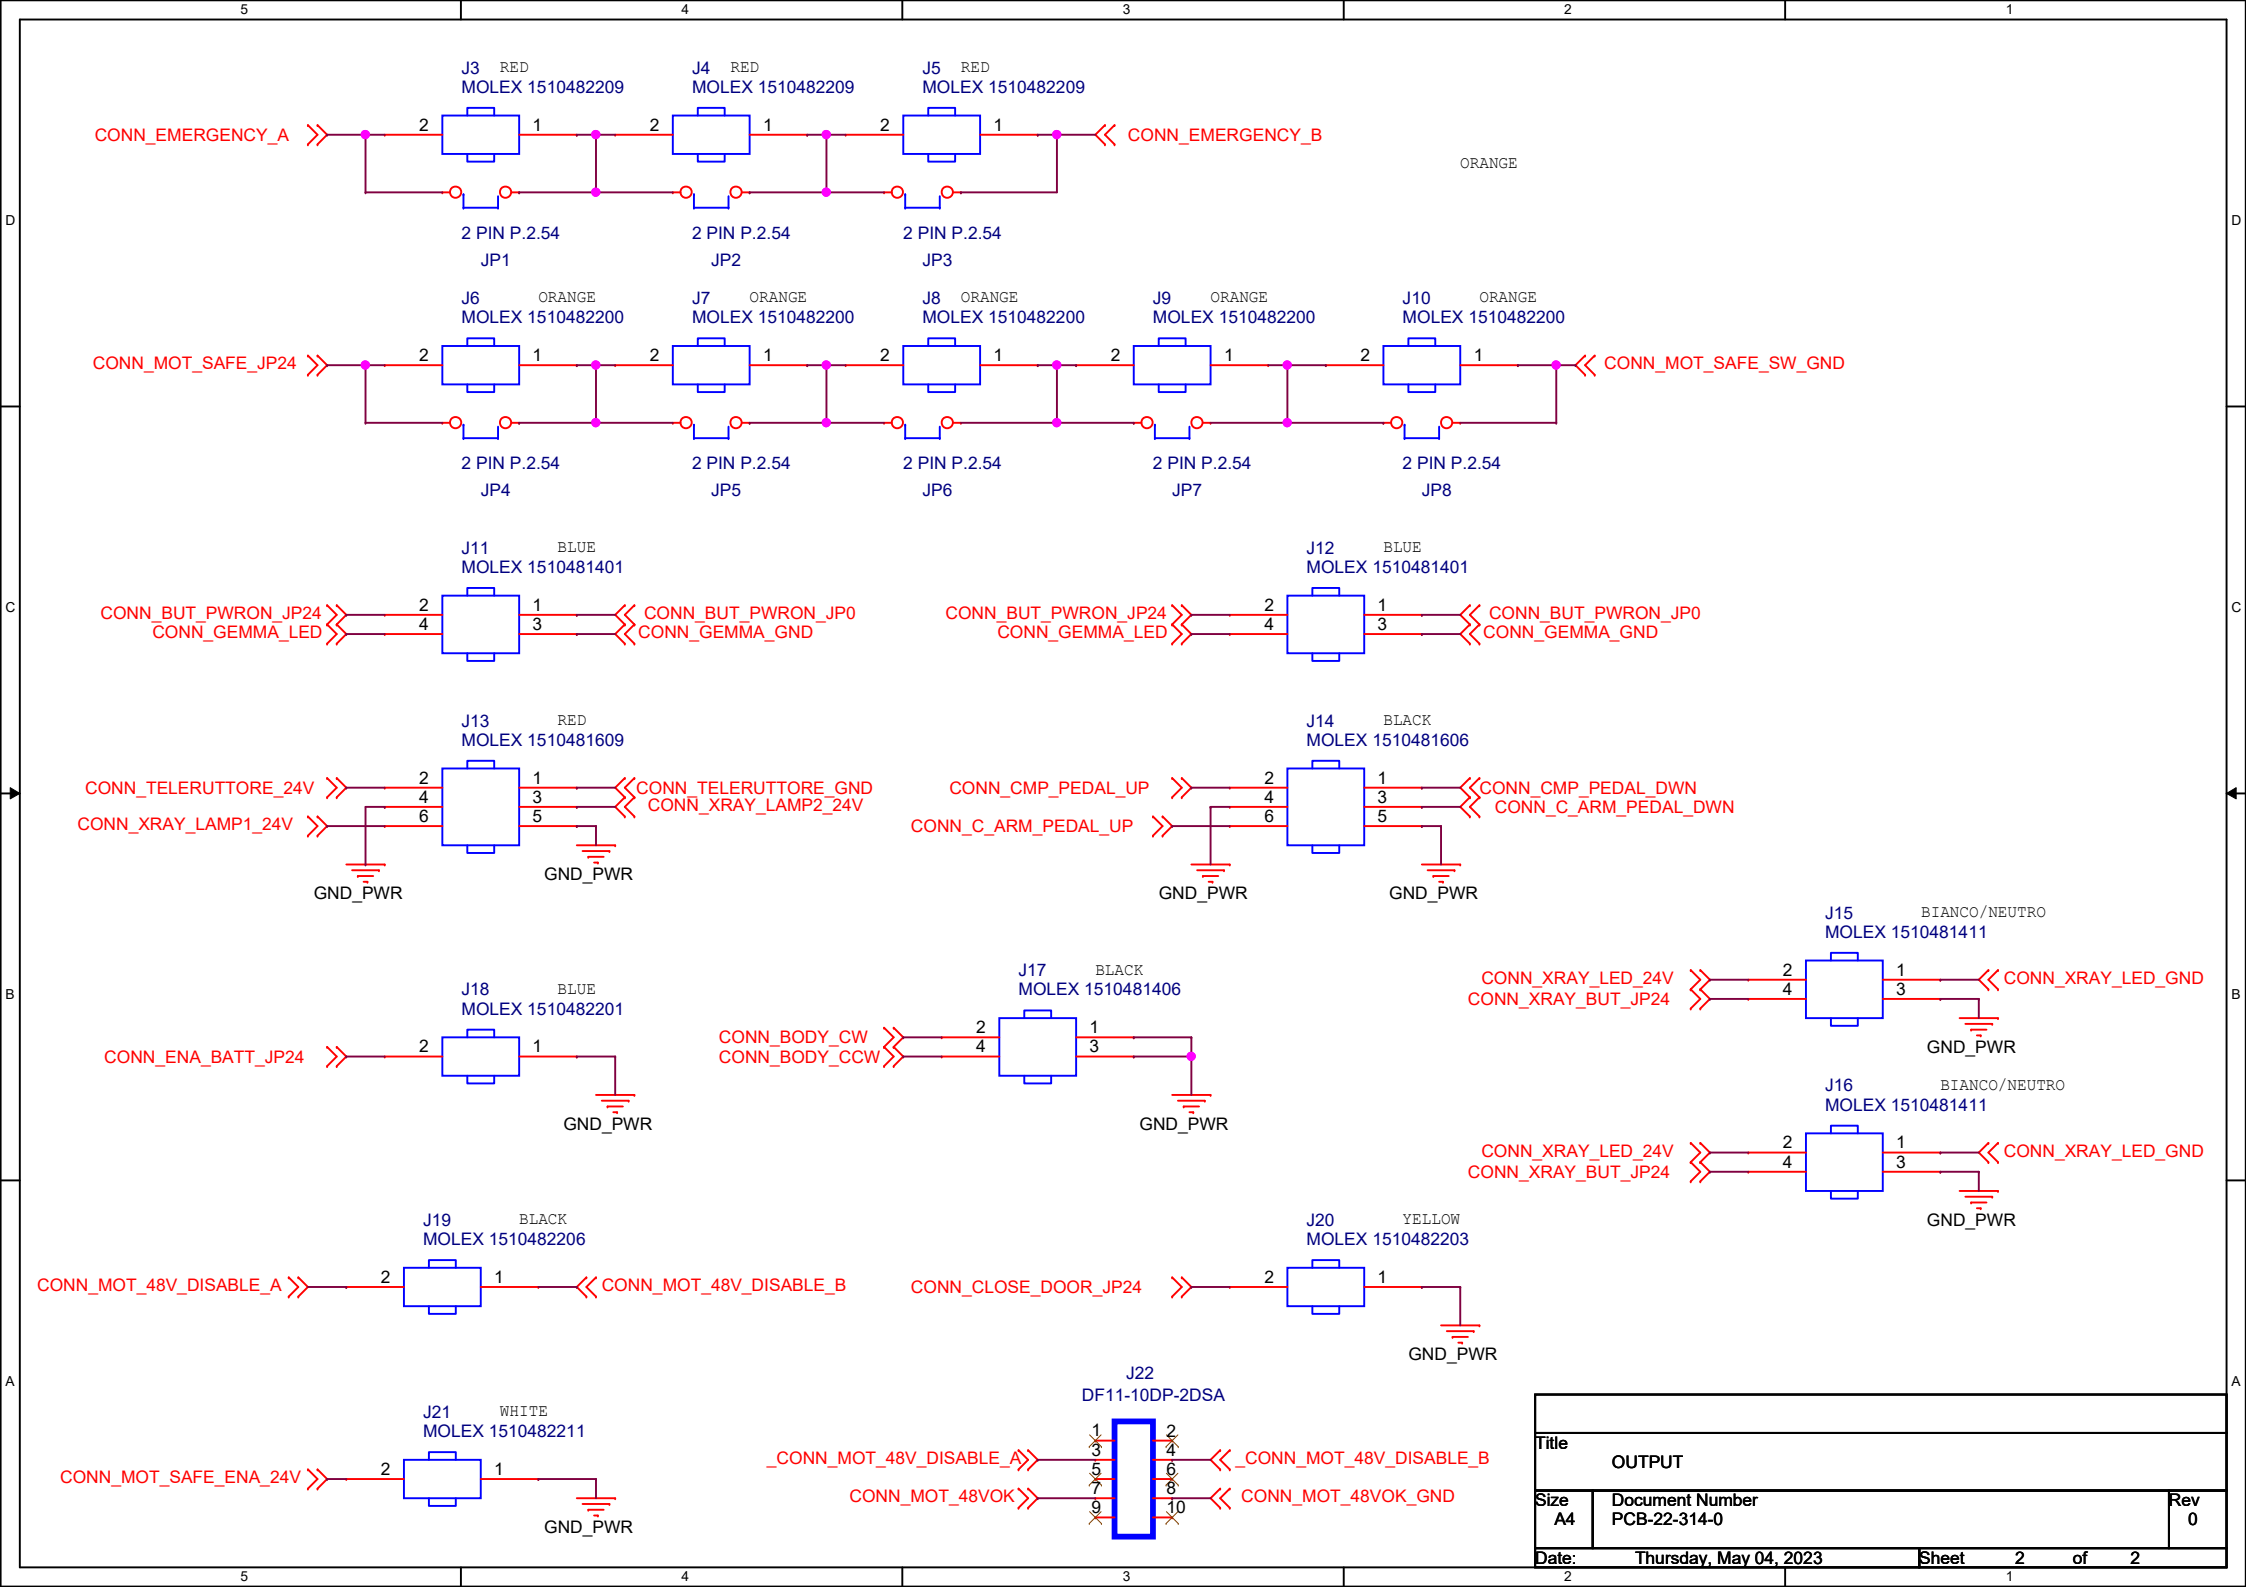 5 4 3 2 1
J3 RED
MOLEX 1510482209
J4 RED
MOLEX 1510482209
J5 RED
MOLEX 1510482209
CONN_EMERGENCY_A 2 1 2 1 2 1 CONN_EMERGENCY_B
ORANGE
D D
2 PIN P.2.54 2 PIN P.2.54 2 PIN P.2.54
JP1 JP2 JP3
J6 ORANGE
MOLEX 1510482200
J7 ORANGE
MOLEX 1510482200
J8 ORANGE
MOLEX 1510482200
J9 ORANGE
MOLEX 1510482200
J10 ORANGE
MOLEX 1510482200
CONN_MOT_SAFE_JP24 2 1 2 1 2 1 2 1 2 1 CONN_MOT_SAFE_SW_GND
2 PIN P.2.54 2 PIN P.2.54 2 PIN P.2.54 2 PIN P.2.54 2 PIN P.2.54
JP4 JP5 JP6 JP7 JP8
J11 BLUE
MOLEX 1510481401
CONN_BUT_PWRON_JP24 2 1 CONN_BUT_PWRON_JP0
CONN_GEMMA_LED 4 3 CONN_GEMMA_GND
J12 BLUE
MOLEX 1510481401
CONN_BUT_PWRON_JP24 2 1 CONN_BUT_PWRON_JP0
CONN_GEMMA_LED 4 3 CONN_GEMMA_GND
C C
J13 RED
MOLEX 1510481609
CONN_TELERUTTORE_24V 2 1 CONN_TELERUTTORE_GND
4 3 CONN_XRAY_LAMP2_24V
CONN_XRAY_LAMP1_24V 6 5
GND_PWR
GND_PWR
J14 BLACK
MOLEX 1510481606
CONN_CMP_PEDAL_UP 2 1 CONN_CMP_PEDAL_DWN
4 3 CONN_C_ARM_PEDAL_DWN
CONN_C_ARM_PEDAL_UP 6 5
GND_PWR GND_PWR
J15 BIANCO/NEUTRO
MOLEX 1510481411
CONN_XRAY_LED_24V 2 1 CONN_XRAY_LED_GND
CONN_XRAY_BUT_JP24 4 3
GND_PWR
B B
J18 BLUE
MOLEX 1510482201
CONN_ENA_BATT_JP24 2 1
GND_PWR
J17 BLACK
MOLEX 1510481406
CONN_BODY_CW 2 1
CONN_BODY_CCW 4 3
GND_PWR
J16 BIANCO/NEUTRO
MOLEX 1510481411
CONN_XRAY_LED_24V 2 1 CONN_XRAY_LED_GND
CONN_XRAY_BUT_JP24 4 3
GND_PWR
J19 BLACK
MOLEX 1510482206
CONN_MOT_48V_DISABLE_A 2 1 CONN_MOT_48V_DISABLE_B
J20 YELLOW
MOLEX 1510482203
CONN_CLOSE_DOOR_JP24 2 1
GND_PWR
A A
J21 WHITE
MOLEX 1510482211
CONN_MOT_SAFE_ENA_24V 2 1
GND_PWR
J22
DF11-10DP-2DSA
1 2
_CONN_MOT_48V_DISABLE_A 3 4 _CONN_MOT_48V_DISABLE_B
5 6
CONN_MOT_48VOK 7 8 CONN_MOT_48VOK_GND
9 10
Title
OUTPUT
Size Document Number Rev
A4 PCB-22-314-0 0
Date: Thursday, May 04, 2023 Sheet 2 of 2
5 4 3 2 1